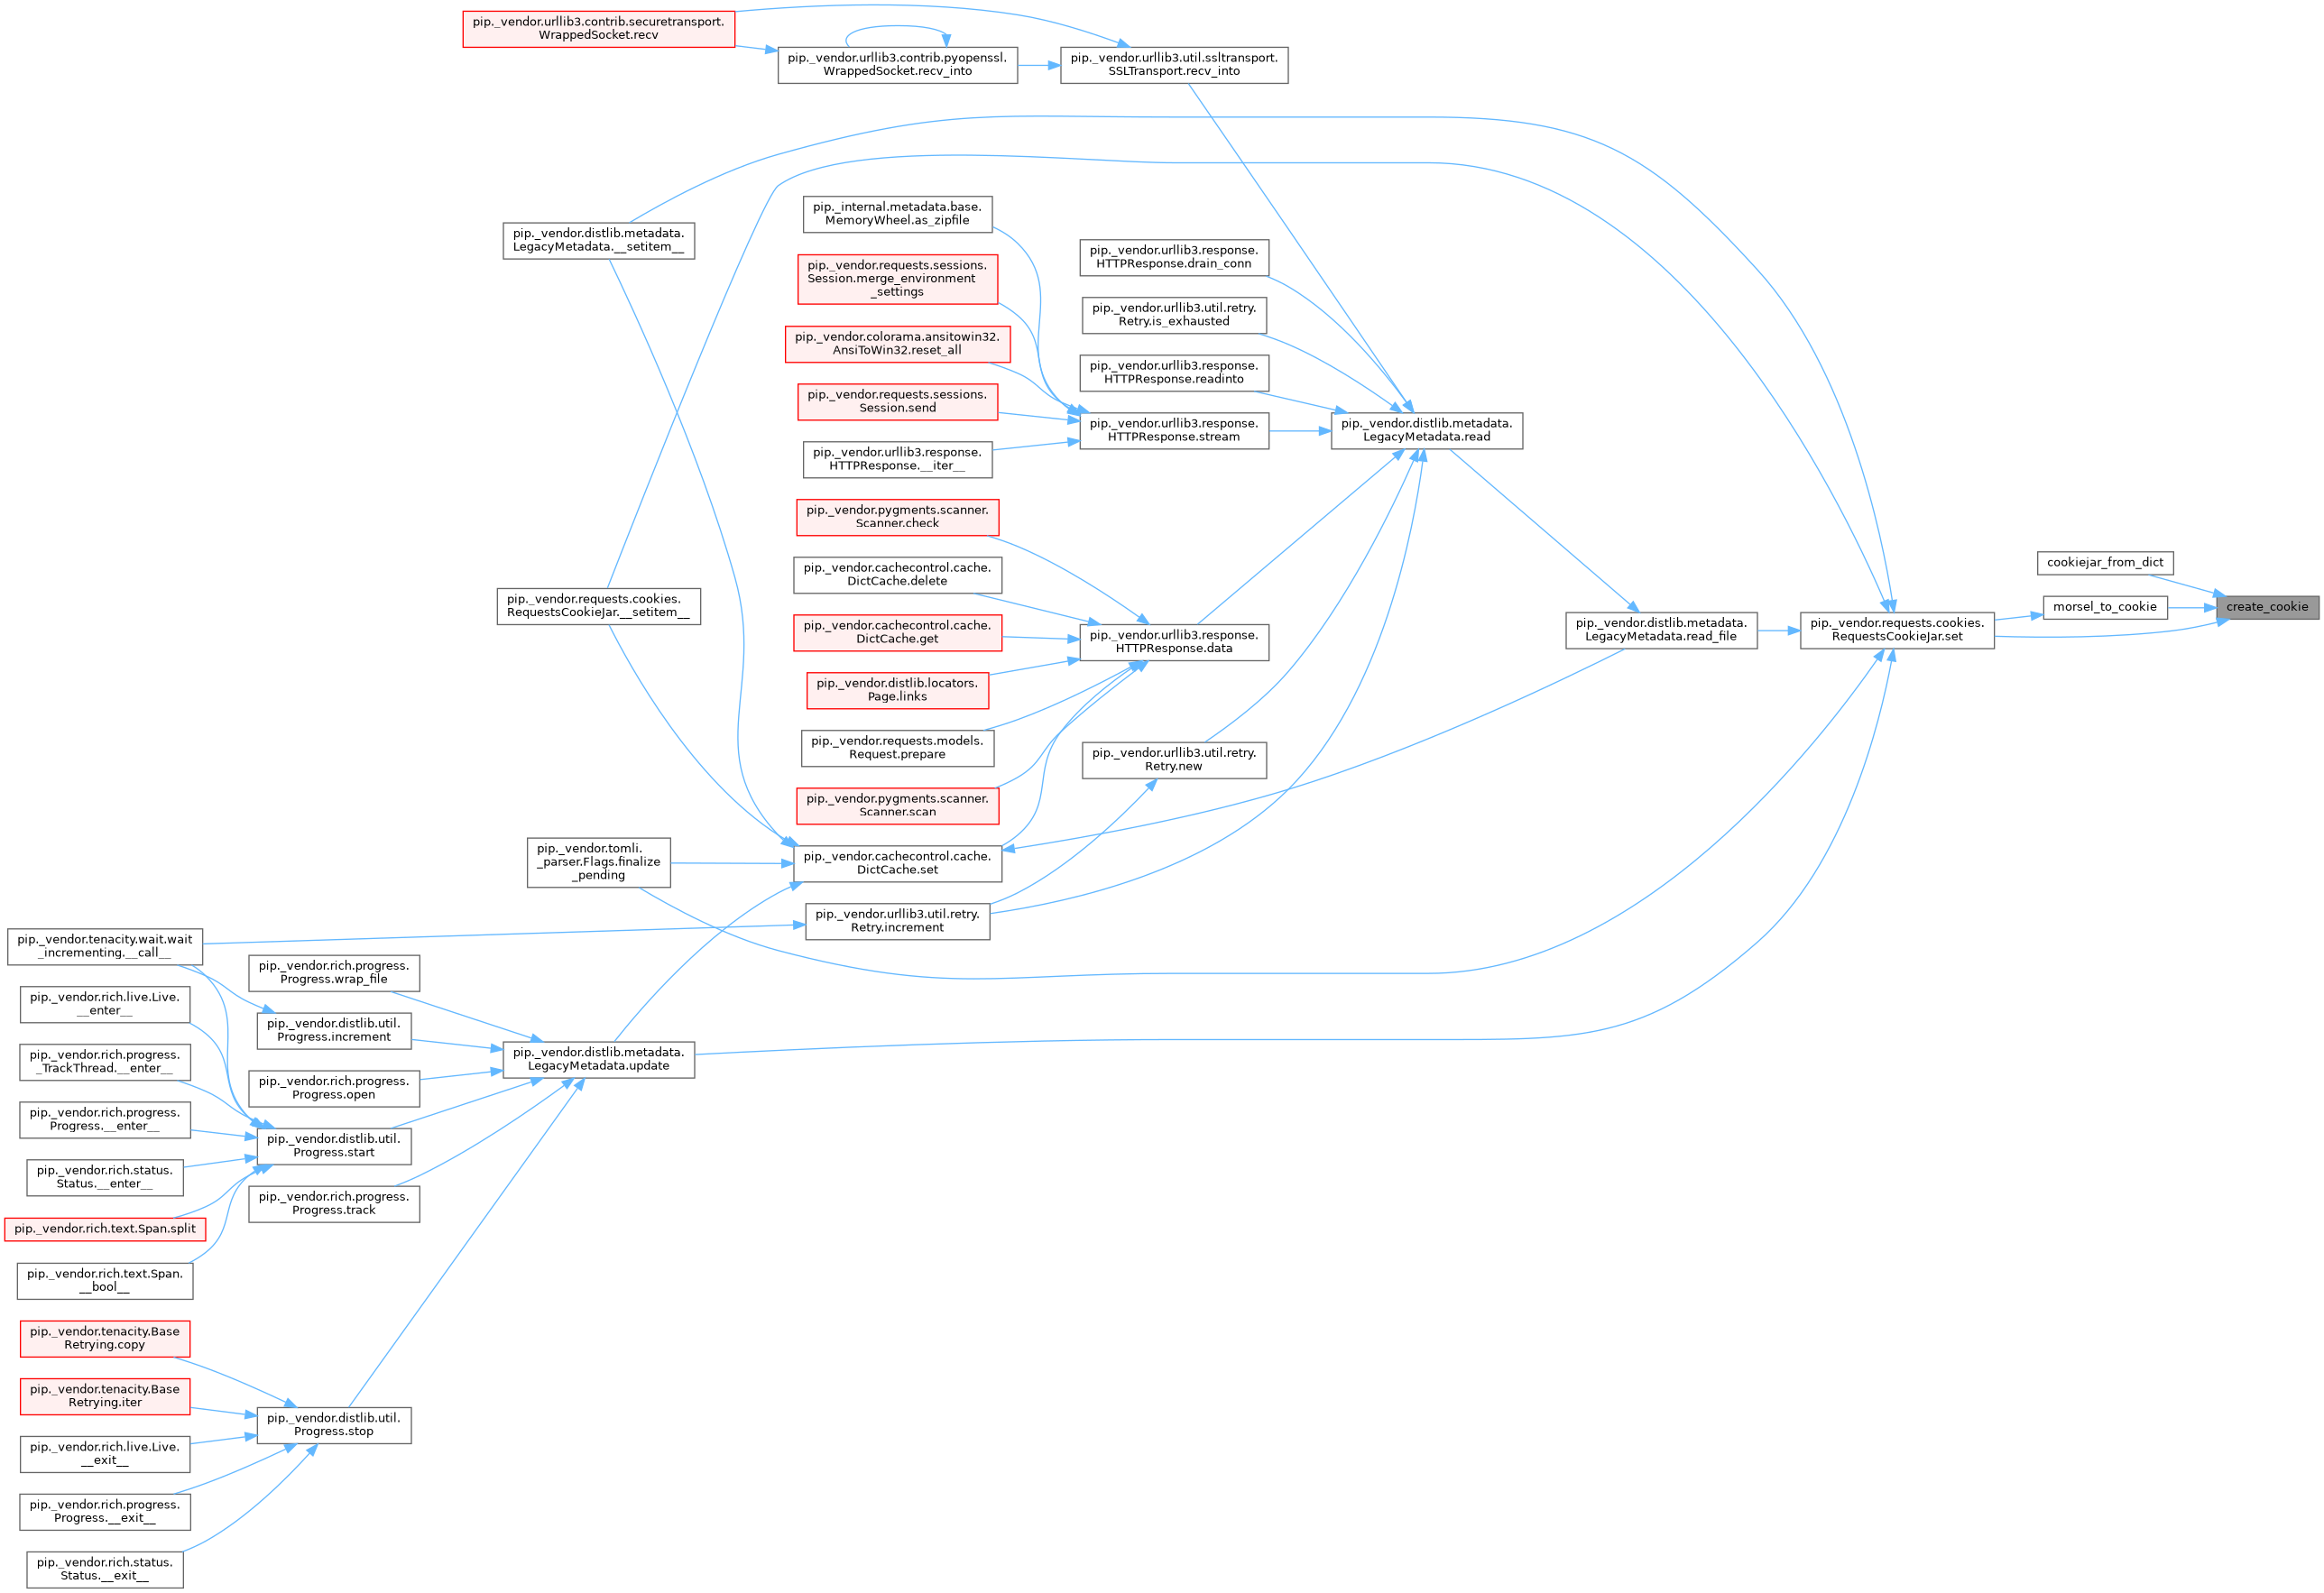 pip._vendor.urllib3.contrib.securetransport.
WrappedSocket.recv
pip._vendor.urllib3.contrib.pyopenssl.
WrappedSocket.recv_into
pip._vendor.urllib3.util.ssltransport.
SSLTransport.recv_into
pip._vendor.distlib.metadata.
LegacyMetadata.__setitem__
pip._internal.metadata.base.
MemoryWheel.as_zipfile
pip._vendor.requests.sessions.
Session.merge_environment
_settings
pip._vendor.colorama.ansitowin32.
AnsiToWin32.reset_all
pip._vendor.requests.sessions.
Session.send
pip._vendor.urllib3.response.
HTTPResponse.__iter__
pip._vendor.urllib3.response.
HTTPResponse.drain_conn
pip._vendor.urllib3.util.retry.
Retry.is_exhausted
pip._vendor.urllib3.response.
HTTPResponse.readinto
pip._vendor.urllib3.response.
HTTPResponse.stream
pip._vendor.distlib.metadata.
LegacyMetadata.read
pip._vendor.requests.cookies.
RequestsCookieJar.__setitem__
pip._vendor.pygments.scanner.
Scanner.check
pip._vendor.cachecontrol.cache.
DictCache.delete
pip._vendor.cachecontrol.cache.
DictCache.get
pip._vendor.distlib.locators.
Page.links
pip._vendor.requests.models.
Request.prepare
pip._vendor.pygments.scanner.
Scanner.scan
pip._vendor.urllib3.response.
HTTPResponse.data
pip._vendor.urllib3.util.retry.
Retry.new
pip._vendor.distlib.metadata.
LegacyMetadata.read_file
pip._vendor.requests.cookies.
RequestsCookieJar.set
cookiejar_from_dict
morsel_to_cookie
create_cookie
pip._vendor.tomli.
_parser.Flags.finalize
_pending
pip._vendor.cachecontrol.cache.
DictCache.set
pip._vendor.urllib3.util.retry.
Retry.increment
pip._vendor.tenacity.wait.wait
_incrementing.__call__
pip._vendor.rich.live.Live.
__enter__
pip._vendor.rich.progress.
_TrackThread.__enter__
pip._vendor.rich.progress.
Progress.__enter__
pip._vendor.rich.status.
Status.__enter__
pip._vendor.rich.text.Span.split
pip._vendor.rich.text.Span.
__bool__
pip._vendor.rich.progress.
Progress.wrap_file
pip._vendor.distlib.util.
Progress.increment
pip._vendor.rich.progress.
Progress.open
pip._vendor.distlib.util.
Progress.start
pip._vendor.rich.progress.
Progress.track
pip._vendor.distlib.metadata.
LegacyMetadata.update
pip._vendor.tenacity.Base
Retrying.copy
pip._vendor.tenacity.Base
Retrying.iter
pip._vendor.rich.live.Live.
__exit__
pip._vendor.rich.progress.
Progress.__exit__
pip._vendor.rich.status.
Status.__exit__
pip._vendor.distlib.util.
Progress.stop